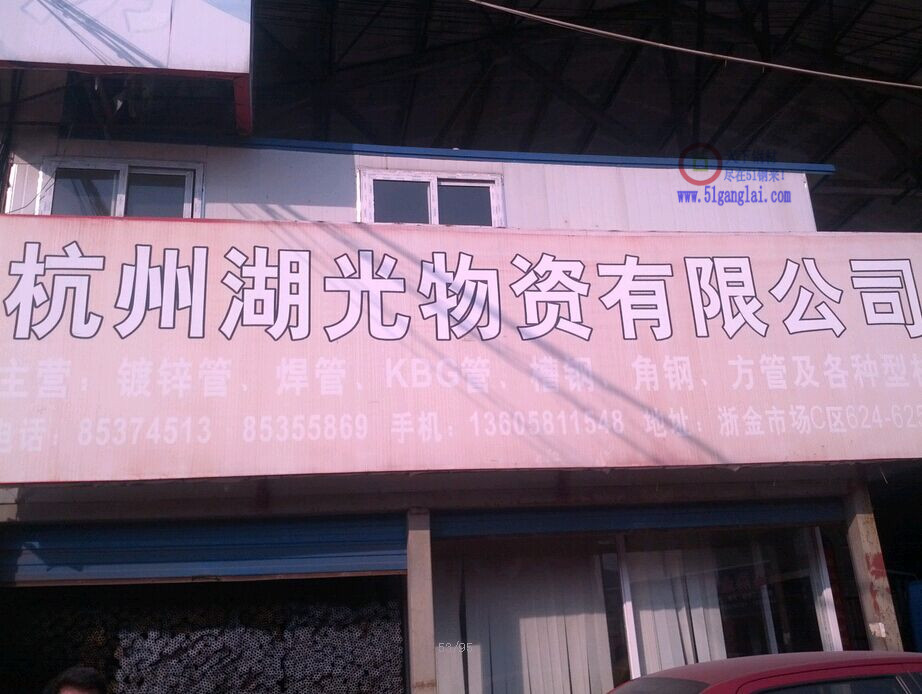 尽在51钢来!
www.51ganglai.com
杭州湖光物资有限公司
主营：镀锌管、焊管、KBG管、槽钢、角钢、方管及各种型
电话：85374513 85355869 手机：13605811548 地址：浙金市场C区624-62
52/95